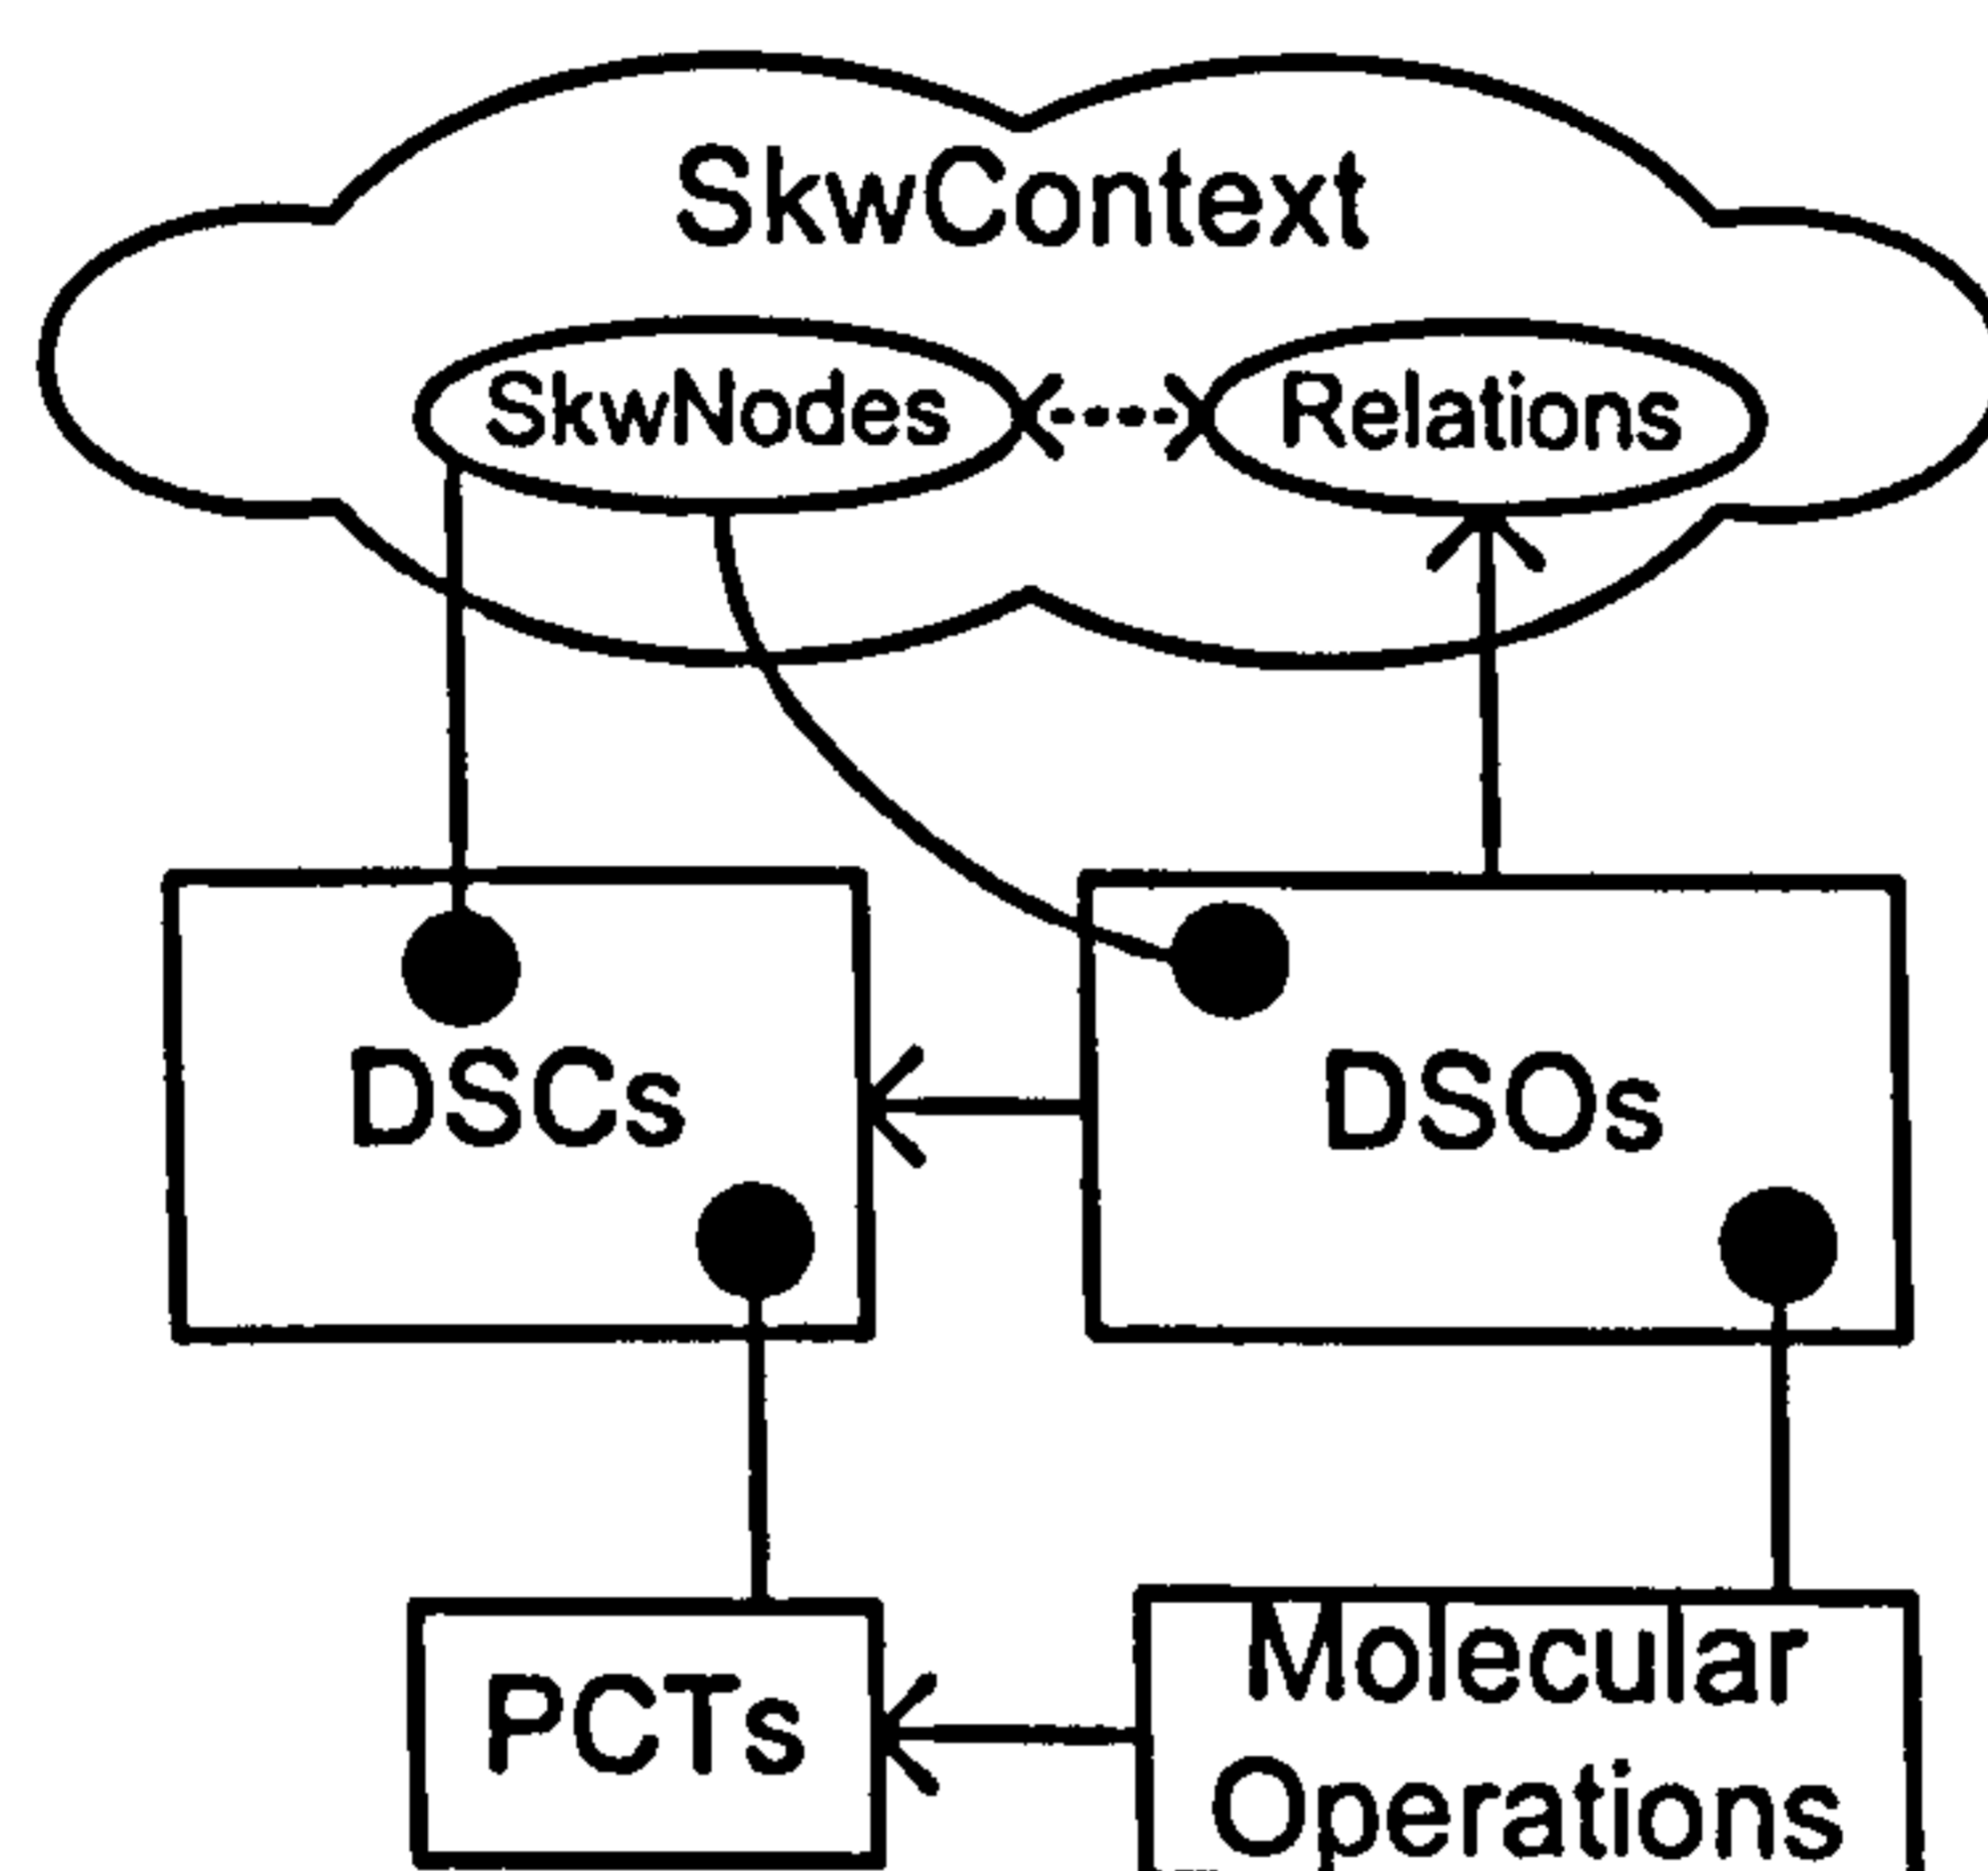 SkwContext
SkwNodes
Relations
DSCs
DSOs
PCTs
Molecular
Operations